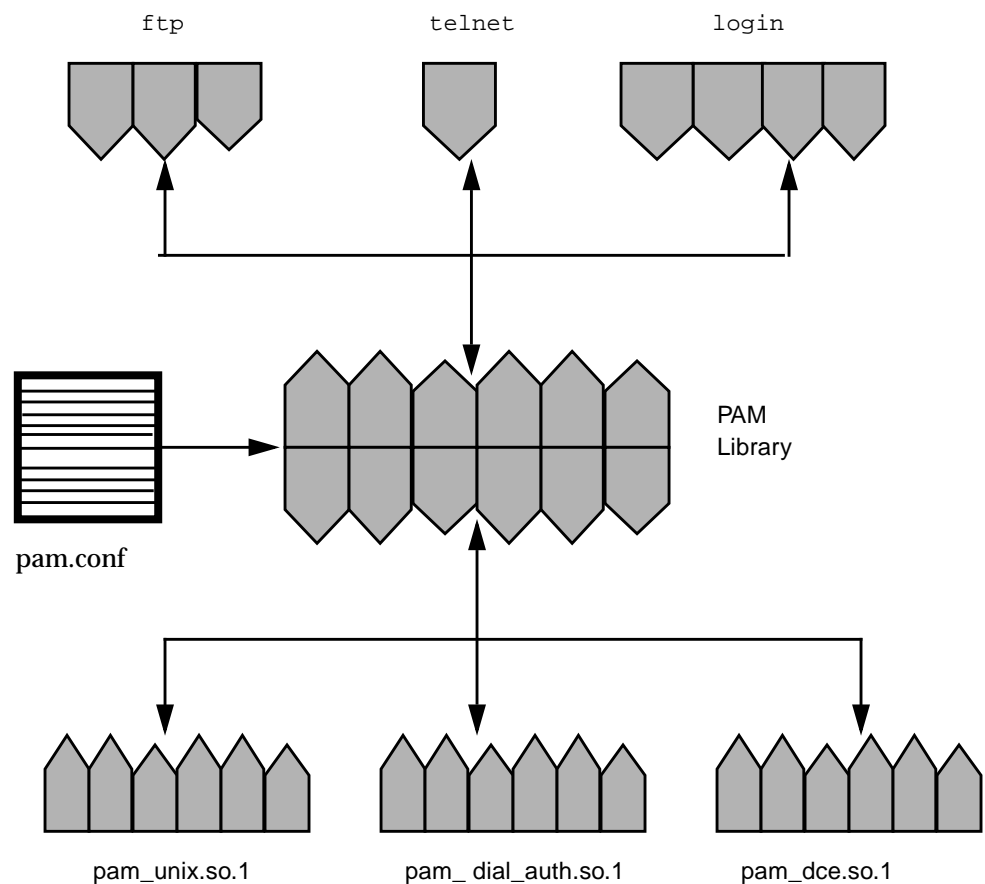 ftp
telnet
login
PAM
Library
pam.conf
pam_unix.so.1
pam_ dial_auth.so.1
pam_dce.so.1